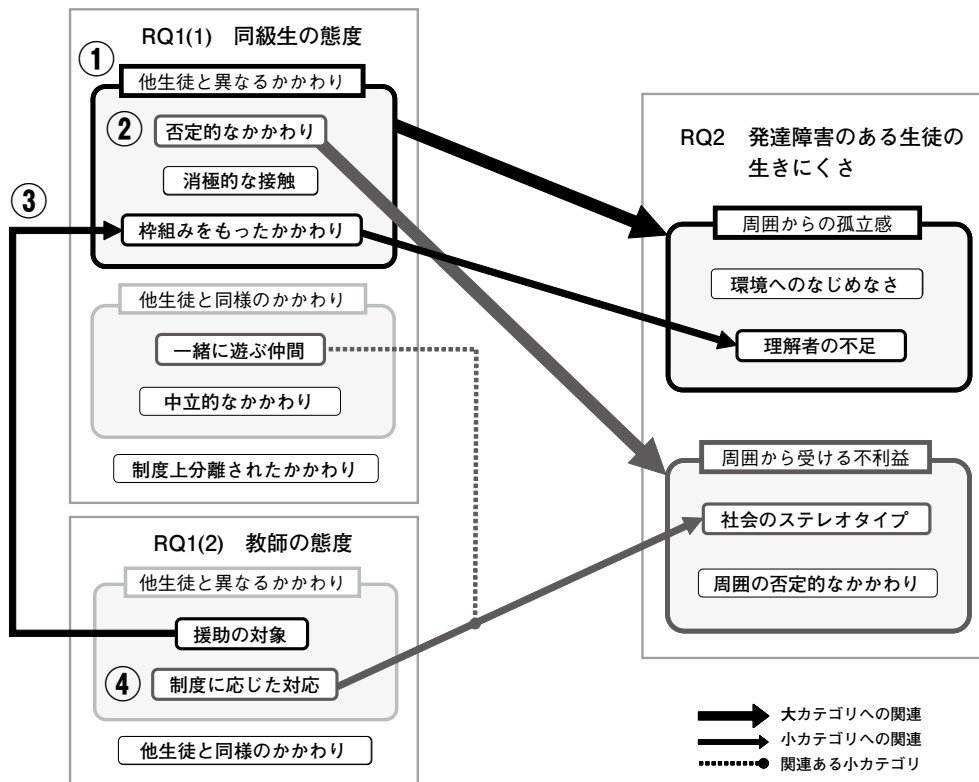 RQ1(1) 同級生の態度
①
他生徒と異なるかかわり
②
否定的なかかわり
消極的な接触
③
枠組みをもったかかわり
他生徒と同様のかかわり
一緒に遊ぶ仲間
中立的なかかわり
制度上分離されたかかわり
RQ1(2) 教師の態度
他生徒と異なるかかわり
援助の対象
④
制度に応じた対応
他生徒と同様のかかわり
RQ2 発達障害のある生徒の
生きにくさ
周囲からの孤立感
環境へのなじめなさ
理解者の不足
周囲から受ける不利益
社会のステレオタイプ
周囲の否定的なかかわり
大カテゴリへの関連
小カテゴリへの関連
関連ある小カテゴリ